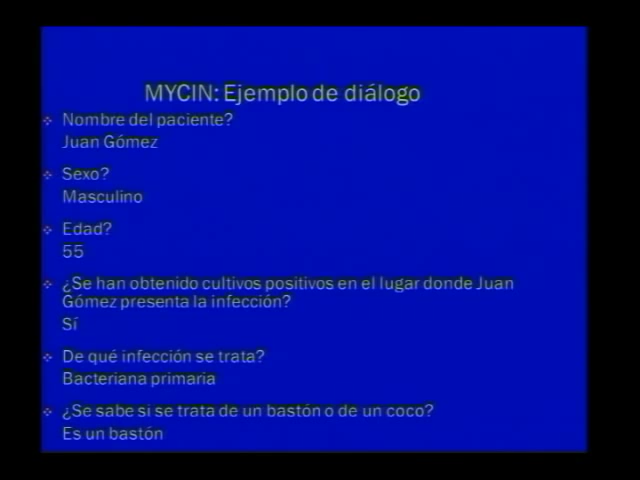 MYCIN: Ejemplo de diálogo
Nombre del paciente?
Juan Gómez
Sexo?
Masculino
Edad?
55
¿Se han obtenido cultivos positivos en el lugar donde Juan
Gómez presenta la infección?
Sí
De qué infección se trata?
Bacteriana primaria
¿Se sabe si se trata de un bastón o de un coco?
Es un bastón